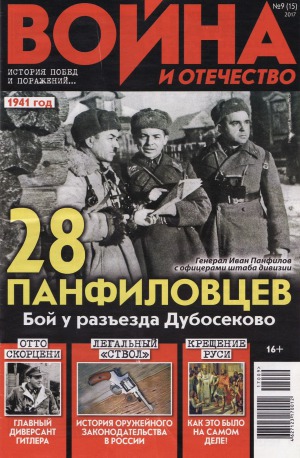 №9 (15)
2017
ВОЙНА
И ОТЕЧЕСТВО
ИСТОРИЯ ПОБЕД
И ПОРАЖЕНИЙ...
1941 год
Генерал Иван Панфилов
с офицерами штаба дивизии
28
ПАНФИЛОВЦЕВ
Бой у разъезда Дубосеково
16+
ОТТО
СКОРЦЕНИ
ГЛАВНЫЙ
ДИВЕРСАНТ
ГИТЛЕРА
ЛЕГАЛЬНЫЙ
«СТВОЛ»
ИСТОРИЯ ОРУЖЕЙНОГО
ЗАКОНОДАТЕЛЬСТВА
В РОССИИ
КРЕЩЕНИЕ
РУСИ
КАК ЭТО БЫЛО
НА САМОМ
ДЕЛЕ!